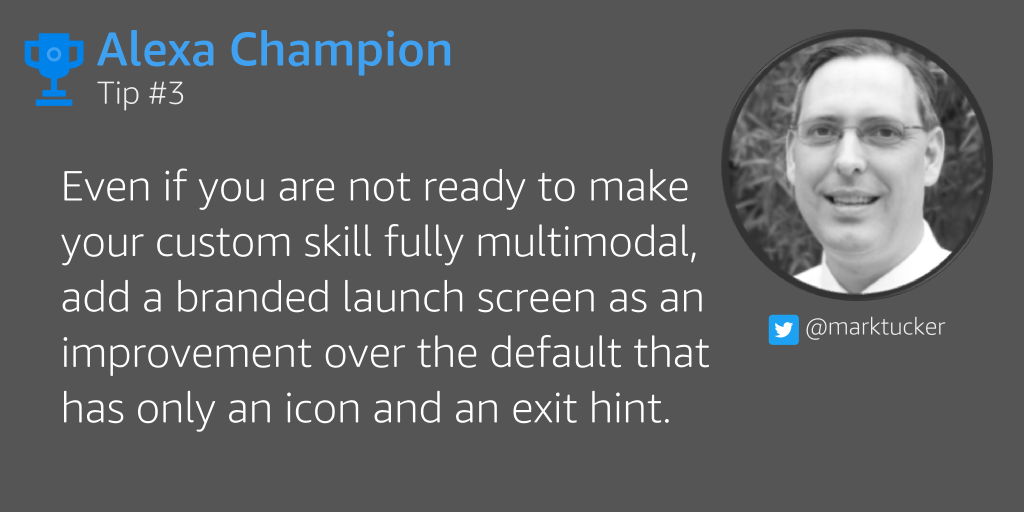 Alexa Champion
Tip #3
Even if you are not ready to make
your custom skill fully multimodal,
add a branded launch screen as an
improvement over the default that
has only an icon and an exit hint.
@marktucker